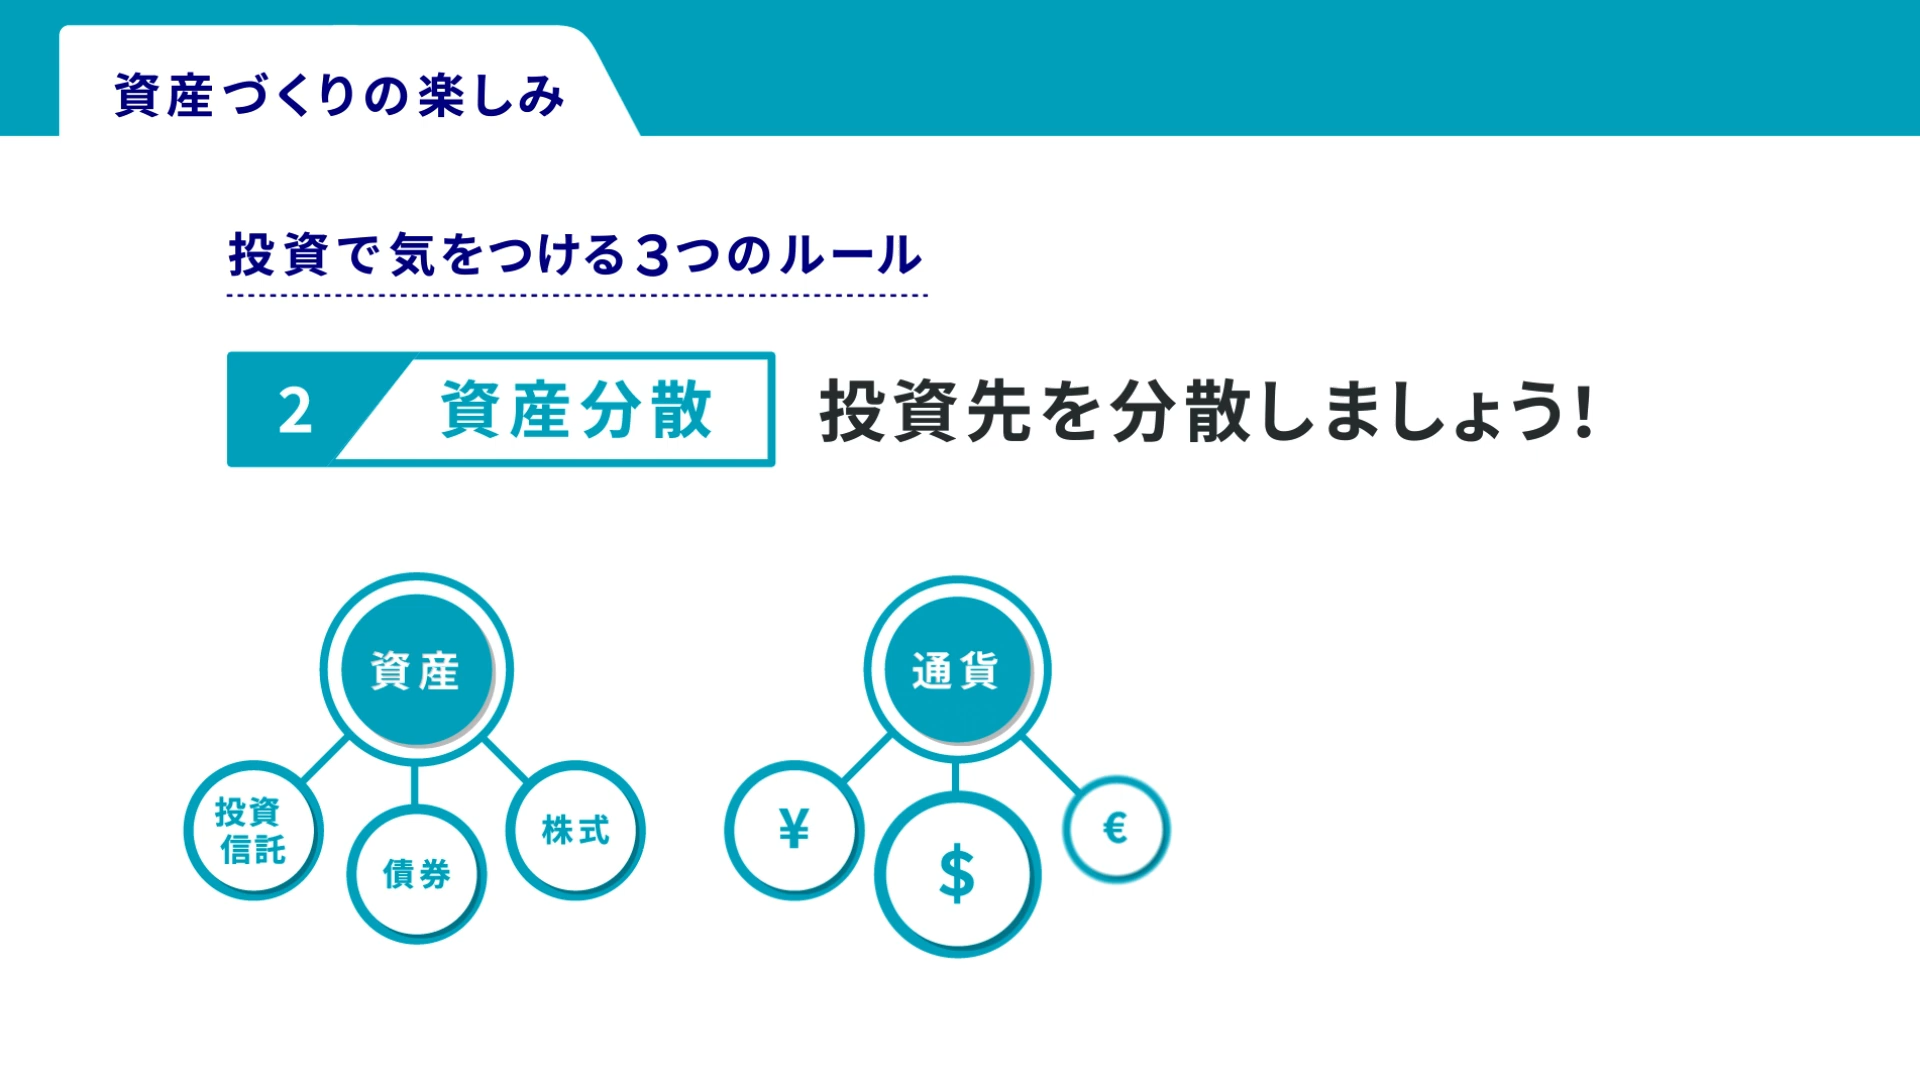 資産づくりの楽しみ
投資で気をつける3つのルール
2 資産分散 投資先を分散しましょう!
資産
投資
信託
債券
株式
通貨
¥
$
€